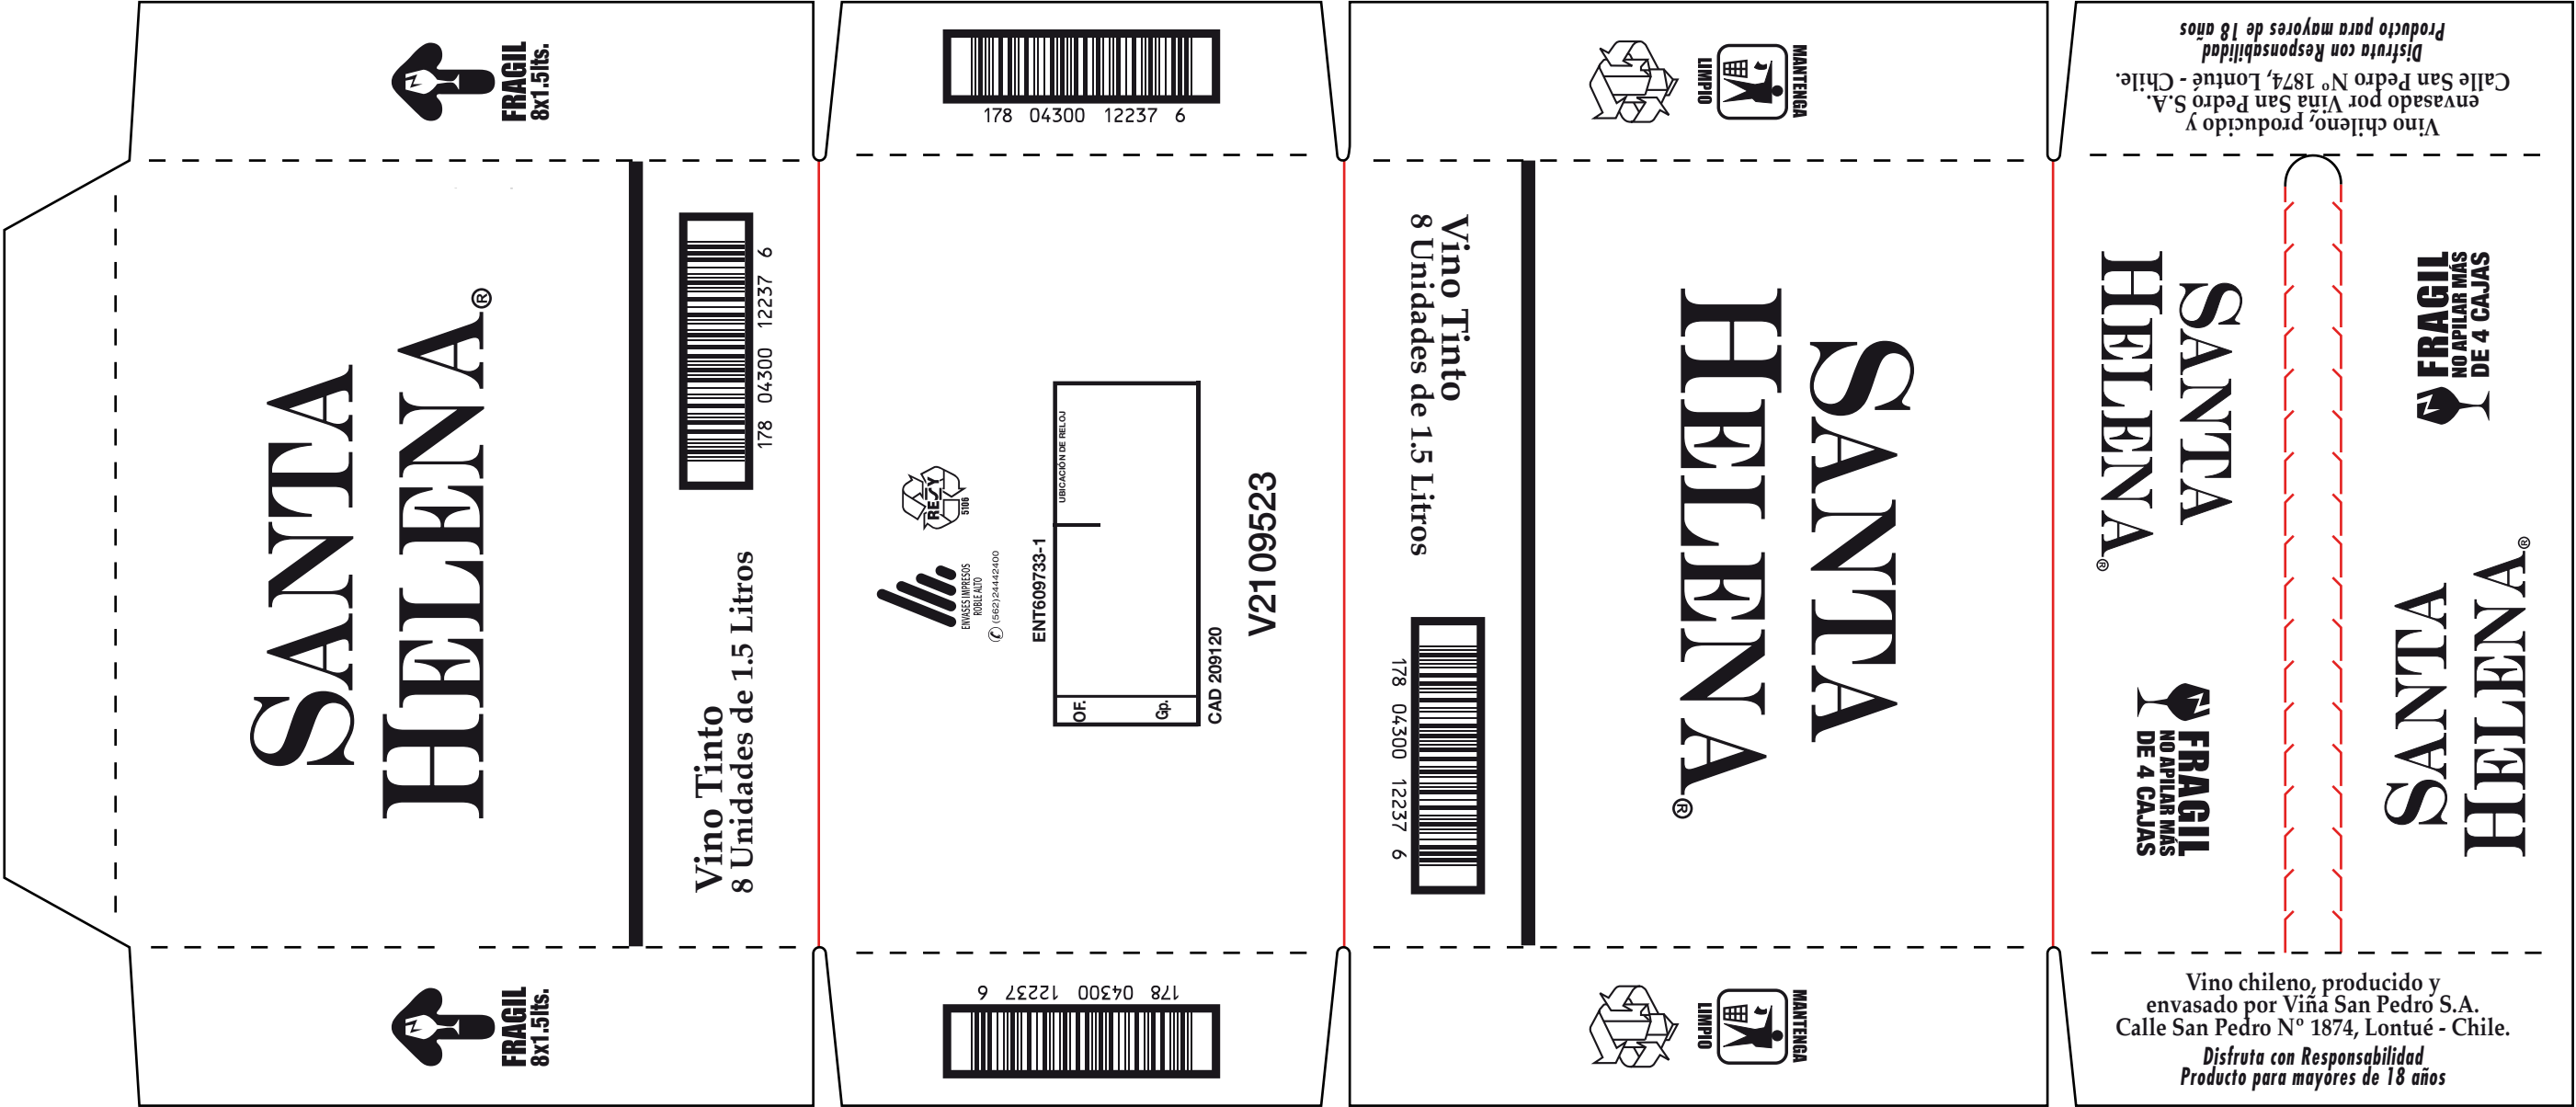 FRAGIL
8x1.5lts.
SANTA
HELENA®
178 04300 12237 6
Vino Tinto
8 Unidades de 1.5 Litros
FRAGIL
8x1.5lts.
178 04300 12237 6
RESY
5106
ENVASES IMPRESOS
ROBLE ALTO
(562)24442400
ENT609733-1
UBICACIÓN DE RELOJ
OF.
Gp.
CAD 209120
V2109523
178 04300 12237 6
MANTENGA
LIMPIO
Vino Tinto
8 Unidades de 1.5 Litros
178 04300 12237 6
SANTA
HELENA®
MANTENGA
LIMPIO
Vino chileno, producido y
envasado por Viña San Pedro S.A.
Calle San Pedro Nº 1874, Lontué - Chile.
Disfruta con Responsabilidad
Producto para mayores de 18 años
SANTA
HELENA®
FRAGIL
NO APILAR MÁS
DE 4 CAJAS
FRAGIL
NO APILAR MÁS
DE 4 CAJAS
SANTA
HELENA®
Vino chileno, producido y
envasado por Viña San Pedro S.A.
Calle San Pedro Nº 1874, Lontué - Chile.
Disfruta con Responsabilidad
Producto para mayores de 18 años